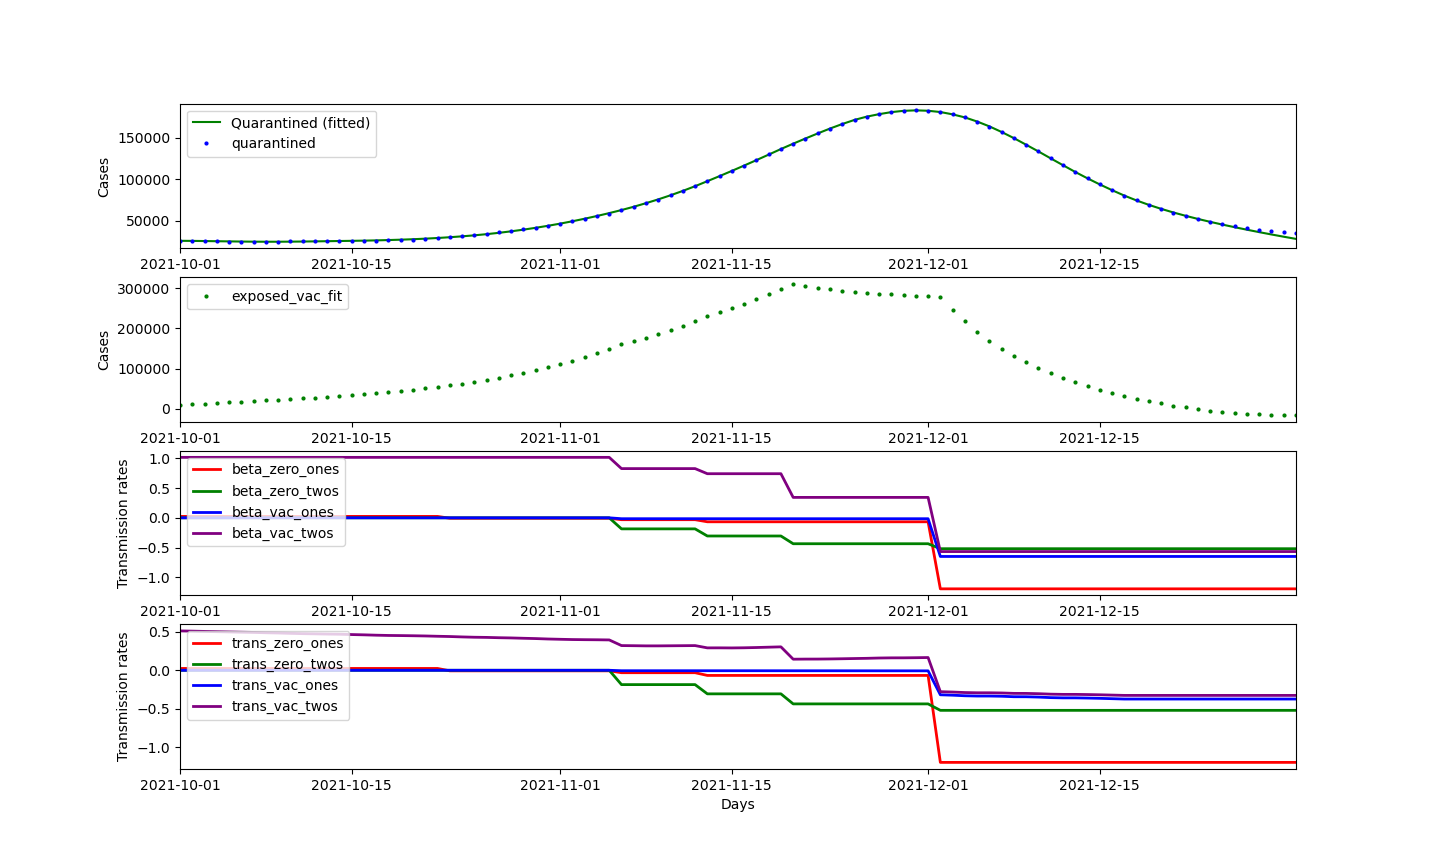 Quarantined (fitted)
quarantined
150000
100000
50000
Cases
2021-10-01 2021-10-15 2021-11-01 2021-11-15 2021-12-01 2021-12-15
exposed_vac_fit
300000
200000
100000
0
Cases
2021-10-01 2021-10-15 2021-11-01 2021-11-15 2021-12-01 2021-12-15
beta_zero_ones
beta_zero_twos
beta_vac_ones
beta_vac_twos
1.0
0.5
0.0
−0.5
−1.0
Transmission rates
2021-10-01 2021-10-15 2021-11-01 2021-11-15 2021-12-01 2021-12-15
trans_zero_ones
trans_zero_twos
trans_vac_ones
trans_vac_twos
0.5
0.0
−0.5
−1.0
Transmission rates
2021-10-01 2021-10-15 2021-11-01 2021-11-15 2021-12-01 2021-12-15
Days